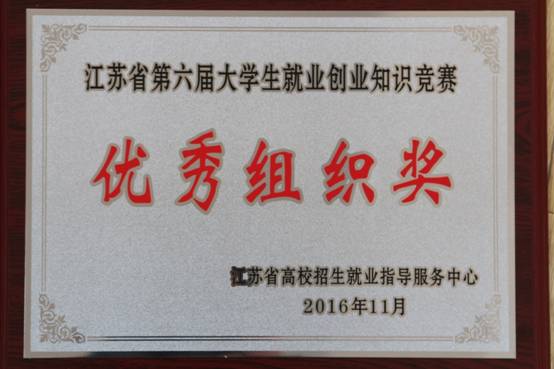 江苏省第六届大学生就业创业知识竞赛
优秀组织奖
江苏省高校招生就业指导服务中心
2016年11月